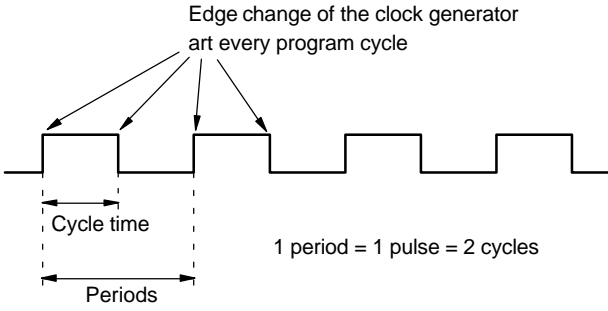 Edge change of the clock generator
art every program cycle
Cycle time
1 period = 1 pulse = 2 cycles
Periods